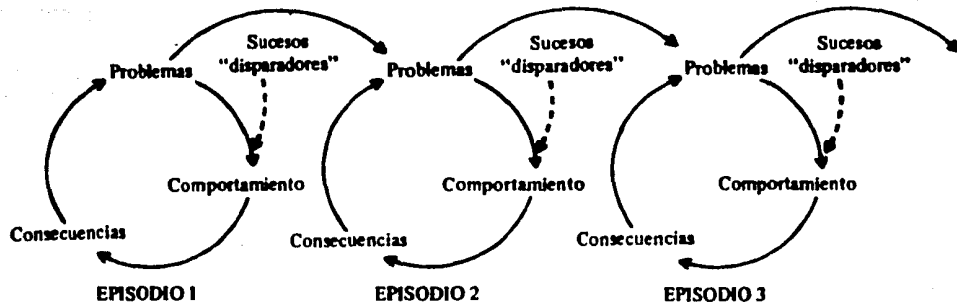 Sucesos
"disparadores"
Problemas
Comportamiento
Consecuencias
EPISODIO 1
Sucesos
"disparadores"
Problemas
Comportamiento
Consecuencias
EPISODIO 2
Sucesos
"disparadores"
Problemas
Comportamiento
Consecuencias
EPISODIO 3